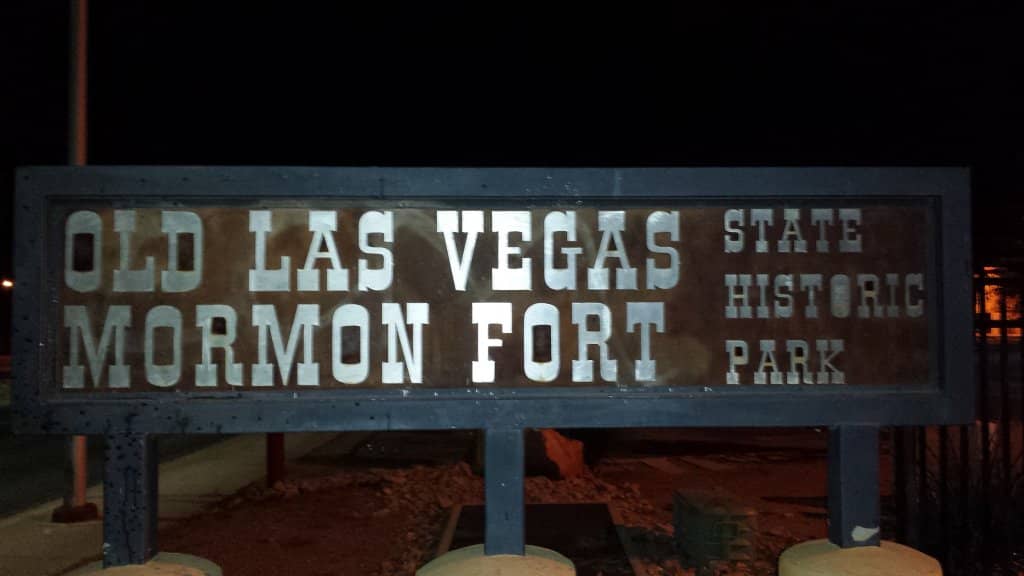 OLD LAS VEGAS
MORMON FORT
STATE
HISTORIC
PARK